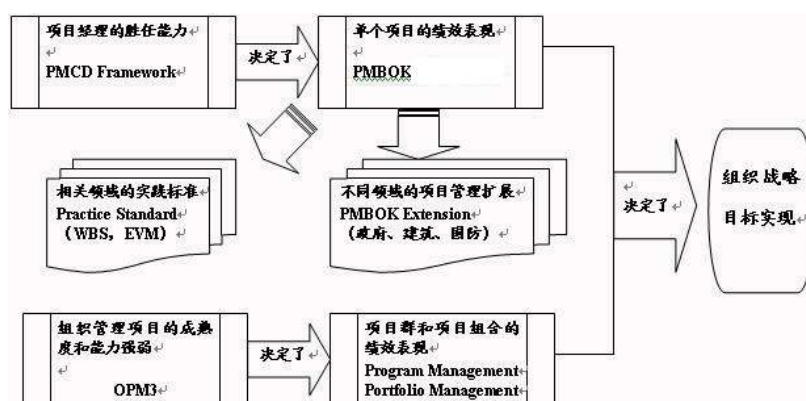 项目经理的胜任能力
PMCD Framework
决定了
单个项目的绩效表现
PMBOK
相关领域的实践标准
Practice Standard
（WBS，EVM）
不同领域的项目管理扩展
PMBOK Extension
（政府、建筑、国防）
决定了
组织战略
目标实现
组织管理项目的成熟
度和能力强弱
OPM3
决定了
项目群和项目组合的
绩效表现
Program Management
Portfolio Management